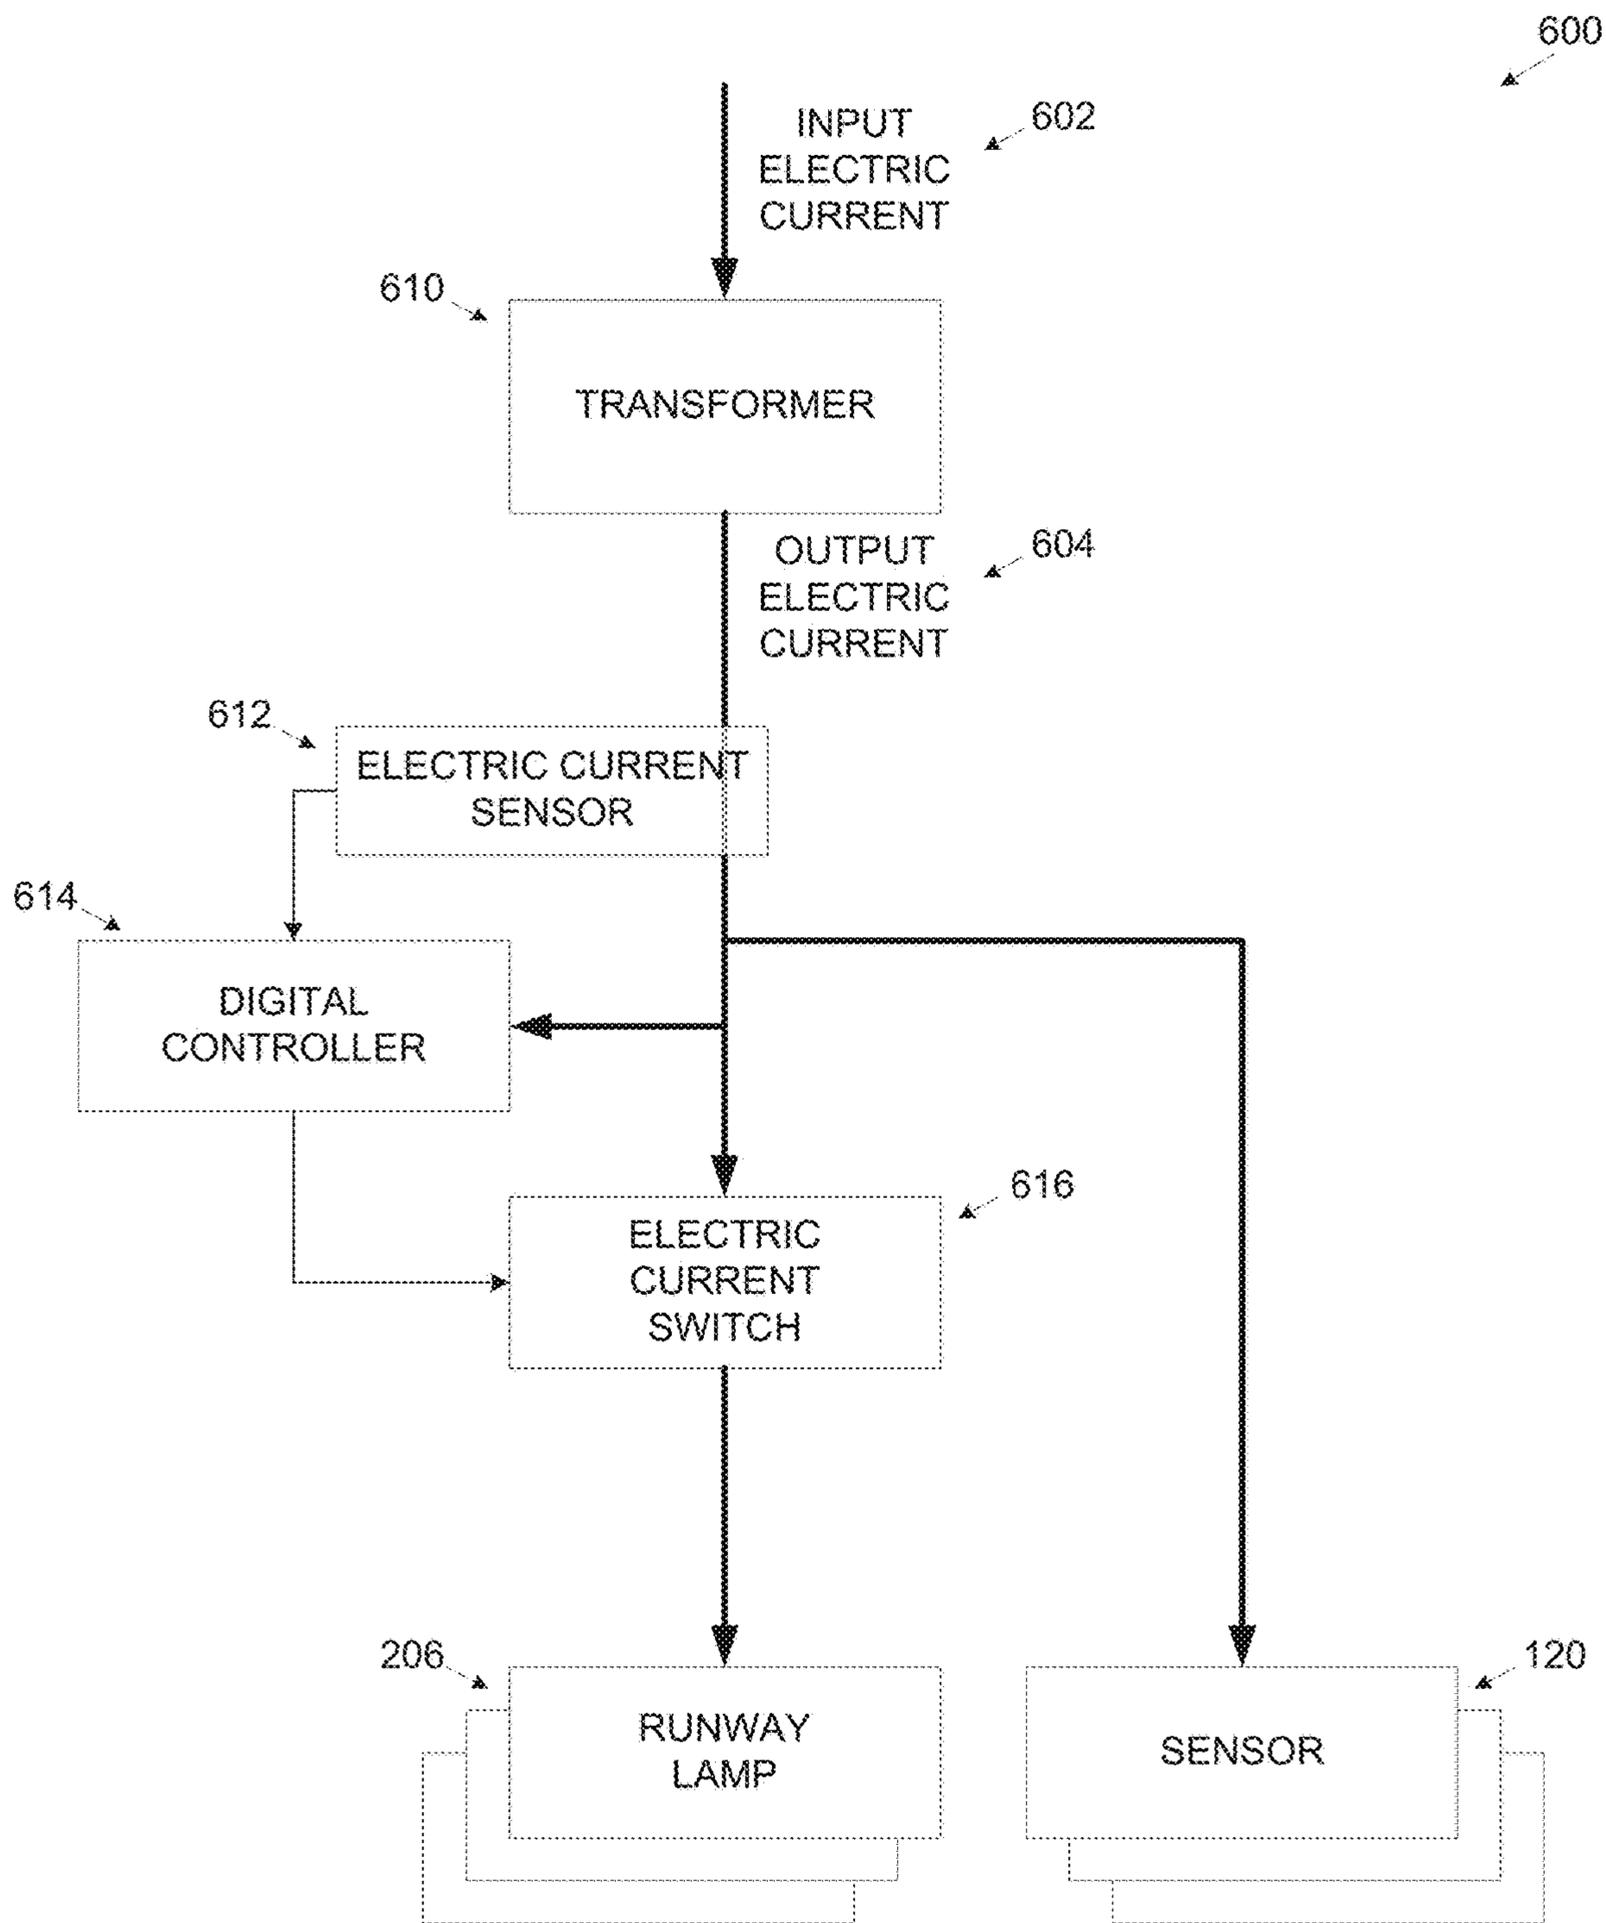 600
602
INPUT
ELECTRIC
CURRENT
610
TRANSFORMER
604
OUTPUT
ELECTRIC
CURRENT
612
ELECTRIC CURRENT
SENSOR
614
DIGITAL
CONTROLLER
616
ELECTRIC
CURRENT
SWITCH
206
RUNWAY
LAMP
120
SENSOR